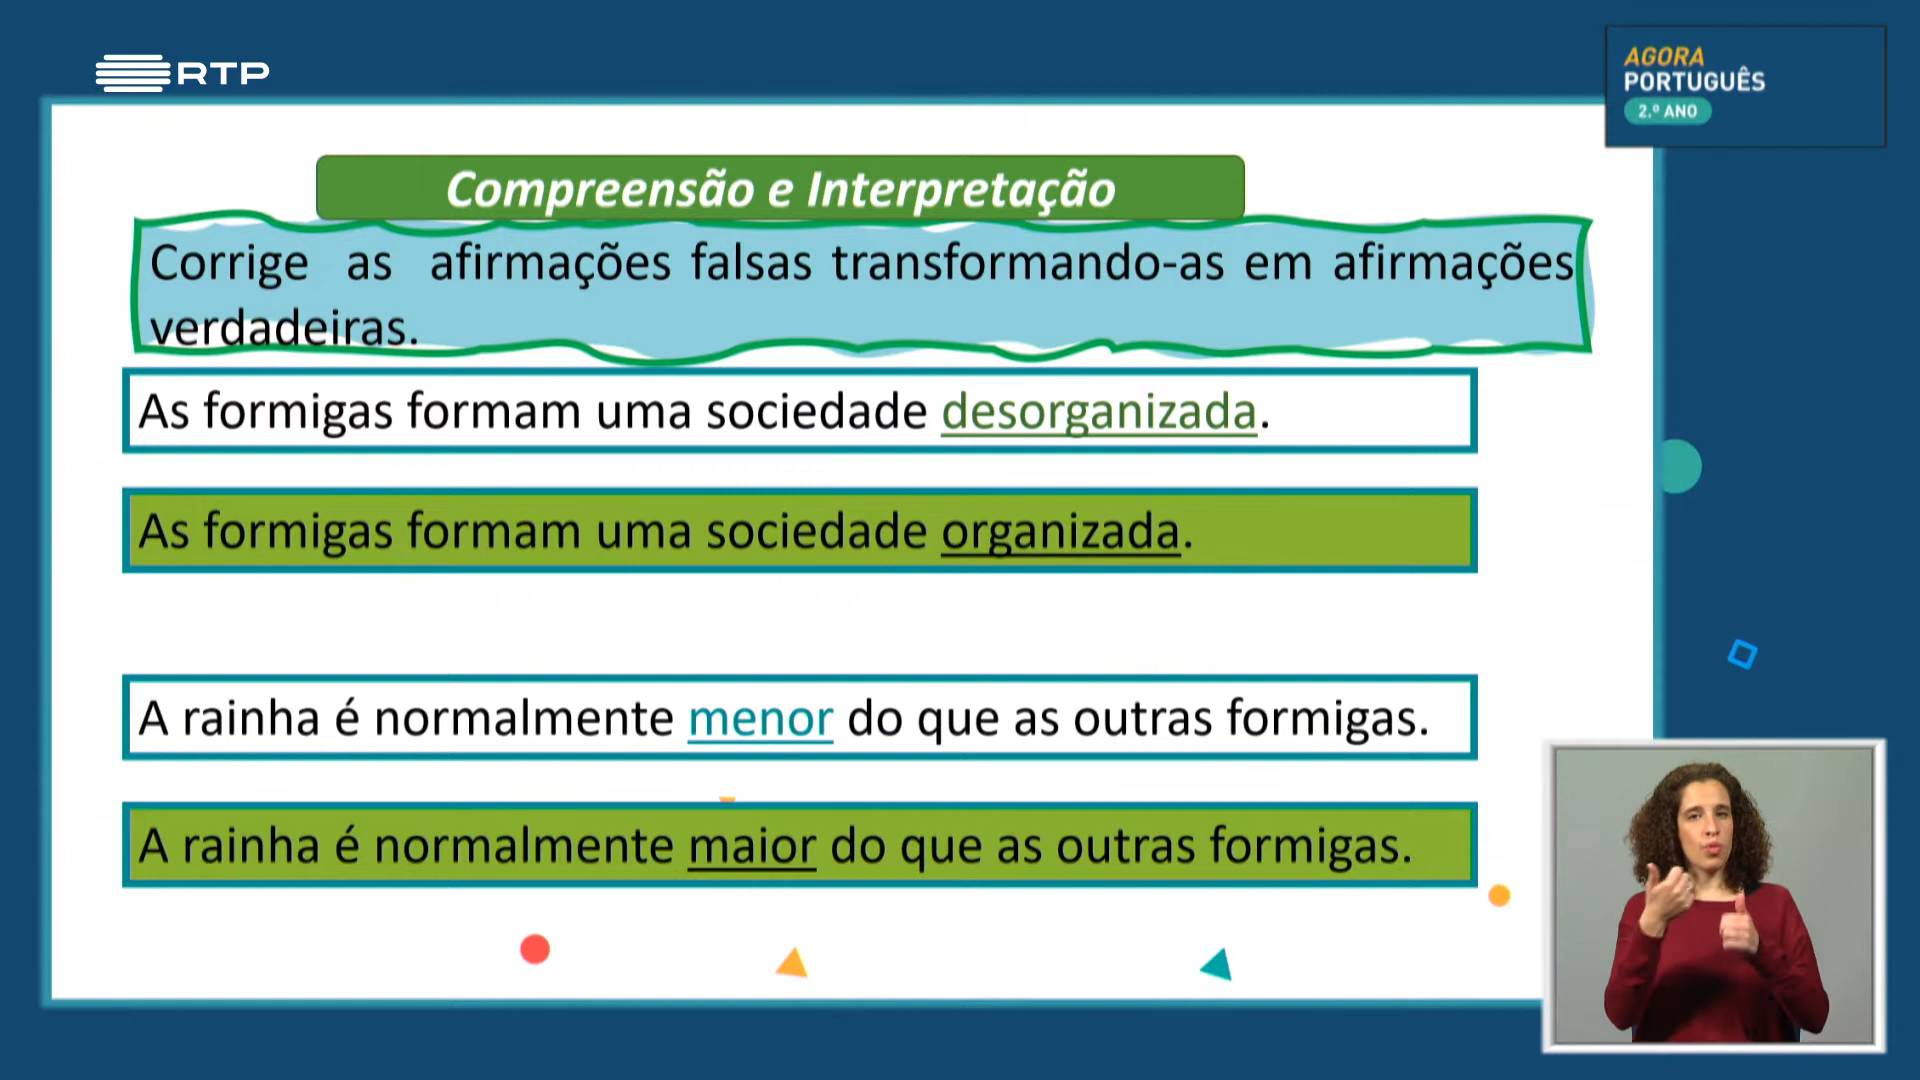 RTP
AGORA
PORTUGUÊS
2.º ANO
Compreensão e Interpretação
Corrige as afirmações falsas transformando-as em afirmações
verdadeiras.
As formigas formam uma sociedade desorganizada.
As formigas formam uma sociedade organizada.
A rainha é normalmente menor do que as outras formigas.
A rainha é normalmente maior do que as outras formigas.